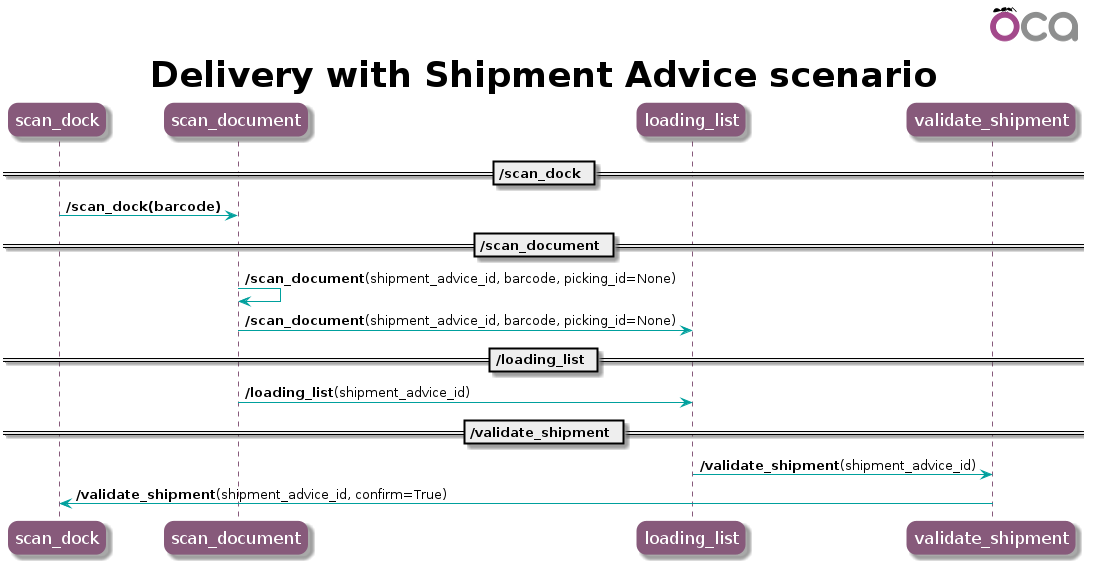 oca
Delivery with Shipment Advice scenario
scan_dock scan_document loading_list validate_shipment
/scan_dock
/scan_dock(barcode)
/scan_document
/scan_document(shipment_advice_id, barcode, picking_id=None)
/scan_document(shipment_advice_id, barcode, picking_id=None)
/loading_list
/loading_list(shipment_advice_id)
/validate_shipment
/validate_shipment(shipment_advice_id)
/validate_shipment(shipment_advice_id, confirm=True)
scan_dock scan_document loading_list validate_shipment